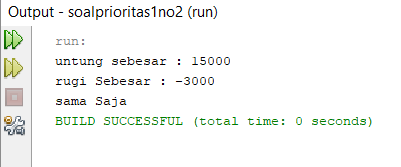 Output - soalprioritas1no2 (run)
run:
untung sebesar : 15000
rugi Sebesar : -3000
sama Saja
BUILD SUCCESSFUL (total time: 0 seconds)